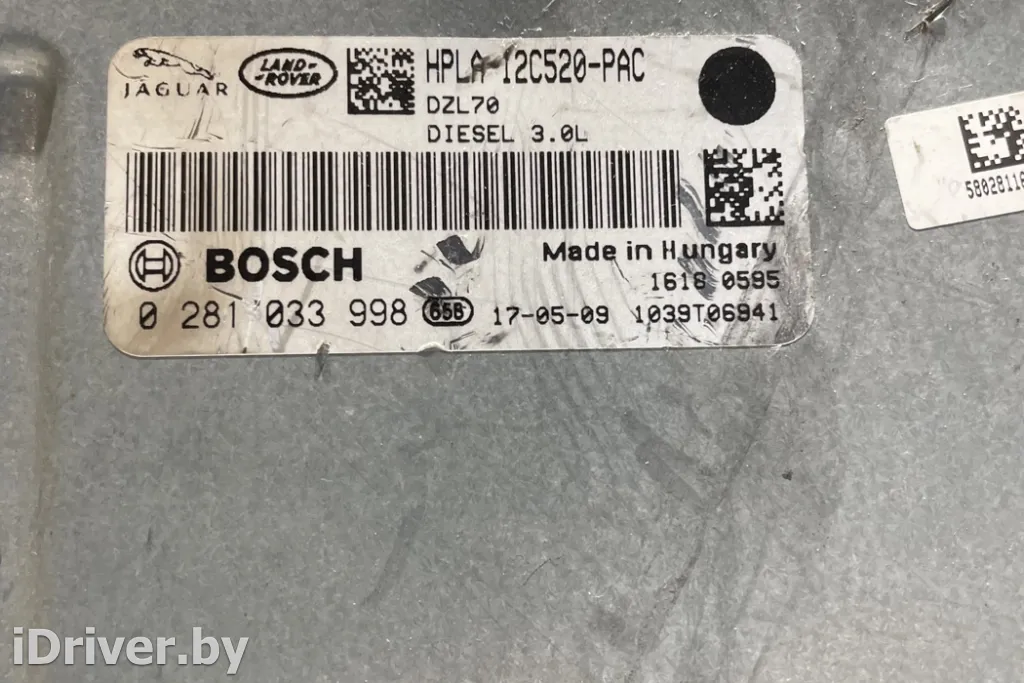 JAGUAR
LAND-
-ROVER
HPLA-12C520-PAC
DZL70
DIESEL 3.0L
BOSCH
Made in Hungary
1618 0595
0 281 033 998 65B 17-05-09 1039T06941
iDriver.by